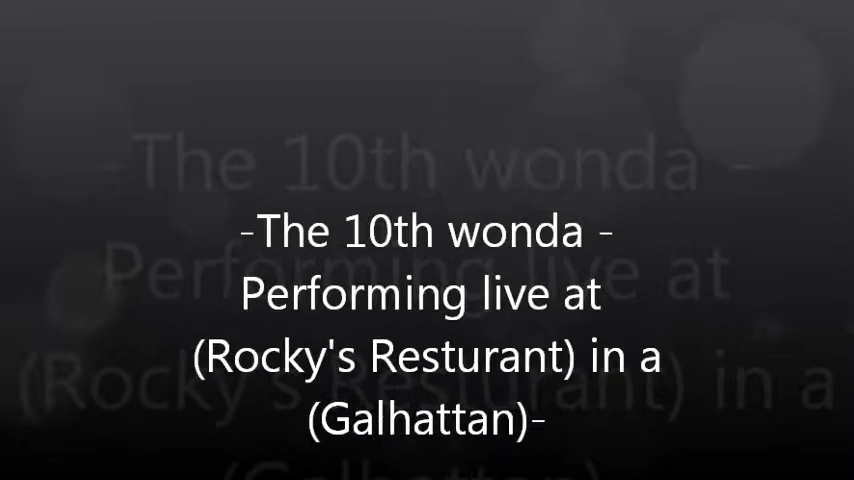 -The 10th wonda -
Performing live at
(Rocky's Resturant) in a
(Galhattan)-